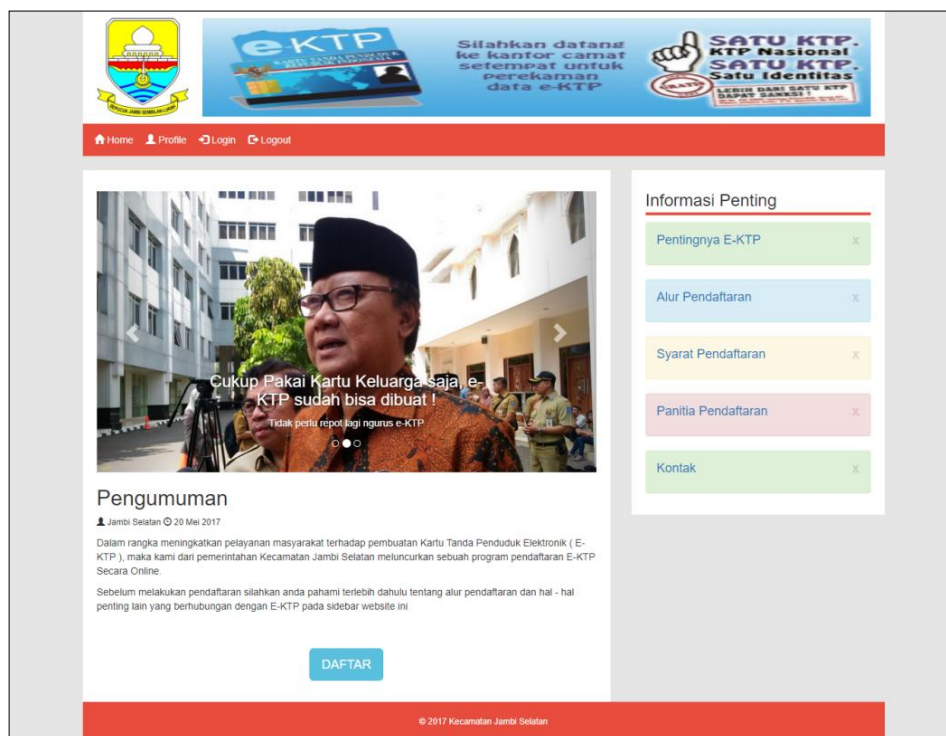 e-KTP
KARTU TANDA PENDUDUK
REPUBLIK INDONESIA
Silahkan datang
ke kantor camat
setempat untuk
perekaman
data e-KTP
SATU KTP.
KTP Nasional
SATU KTP.
Satu Identitas
GRATIS
LEBIH DARI SATU KTP
DAPAT SANKSI !
Home Profile Login Logout
Cukup Pakai Kartu Keluarga saja, e-
KTP sudah bisa dibuat !
Tidak perlu repot lagi ngurus e-KTP
Pengumuman
Jambi Selatan 20 Mei 2017
Dalam rangka meningkatkan pelayanan masyarakat terhadap pembuatan Kartu Tanda Penduduk Elektronik ( E-
KTP ), maka kami dari pemerintahan Kecamatan Jambi Selatan meluncurkan sebuah program pendaftaran E-KTP
Secara Online.
Sebelum melakukan pendaftaran silahkan anda pahami terlebih dahulu tentang alur pendaftaran dan hal - hal
penting lain yang berhubungan dengan E-KTP pada sidebar website ini
DAFTAR
Informasi Penting
Pentingnya E-KTP x
Alur Pendaftaran x
Syarat Pendaftaran x
Panitia Pendaftaran x
Kontak x
© 2017 Kecamatan Jambi Selatan